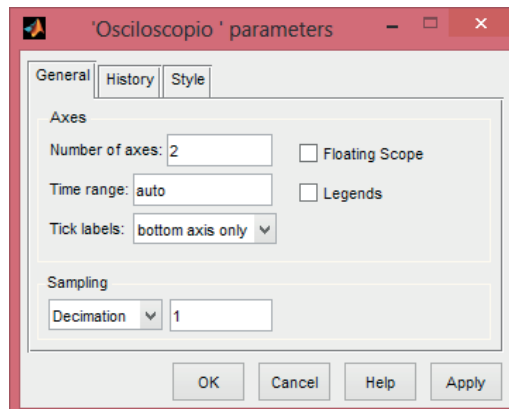 'Osciloscopio ' parameters
General History Style
Axes
Number of axes: 2 Floating Scope
Time range: auto Legends
Tick labels: bottom axis only
Sampling
Decimation 1
OK Cancel Help Apply